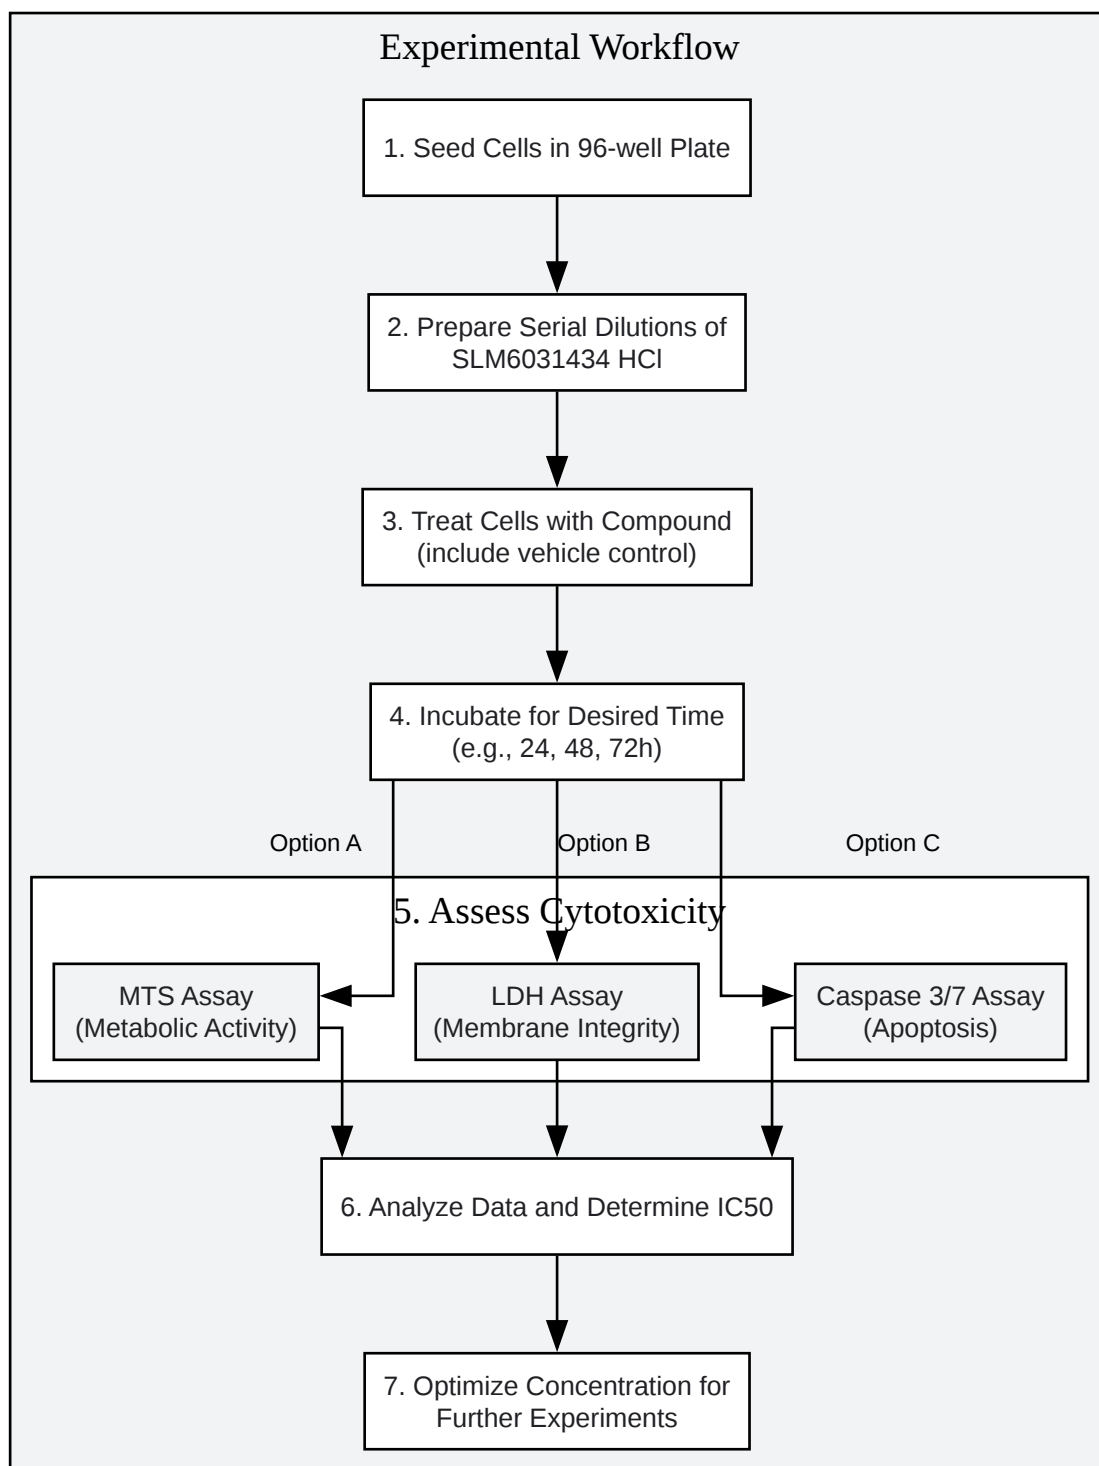 Experimental Workflow
1. Seed Cells in 96-well Plate
2. Prepare Serial Dilutions of
SLM6031434 HCl
3. Treat Cells with Compound
(include vehicle control)
4. Incubate for Desired Time
(e.g., 24, 48, 72h)
Option A
Option B
Option C
5. Assess Cytotoxicity
MTS Assay
(Metabolic Activity)
LDH Assay
(Membrane Integrity)
Caspase 3/7 Assay
(Apoptosis)
6. Analyze Data and Determine IC50
7. Optimize Concentration for
Further Experiments